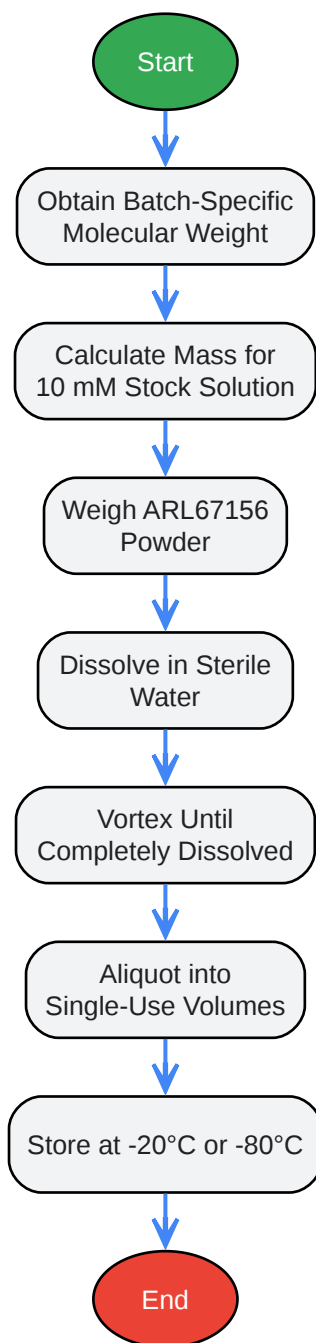 Start
Obtain Batch-Specific
Molecular Weight
Calculate Mass for
10 mM Stock Solution
Weigh ARL67156
Powder
Dissolve in Sterile
Water
Vortex Until
Completely Dissolved
Aliquot into
Single-Use Volumes
Store at -20°C or -80°C
End